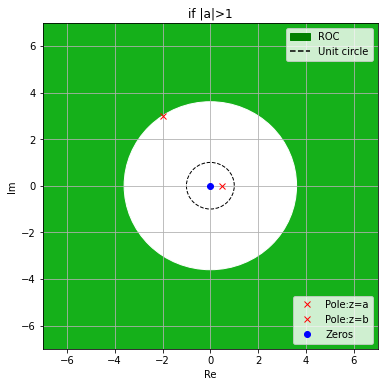 if |a|>1
ROC
Unit circle
6
4
2
0
−2
−4
−6
Im
Pole:z=a
Pole:z=b
Zeros
−6
−4
−2
0
2
4
6
Re